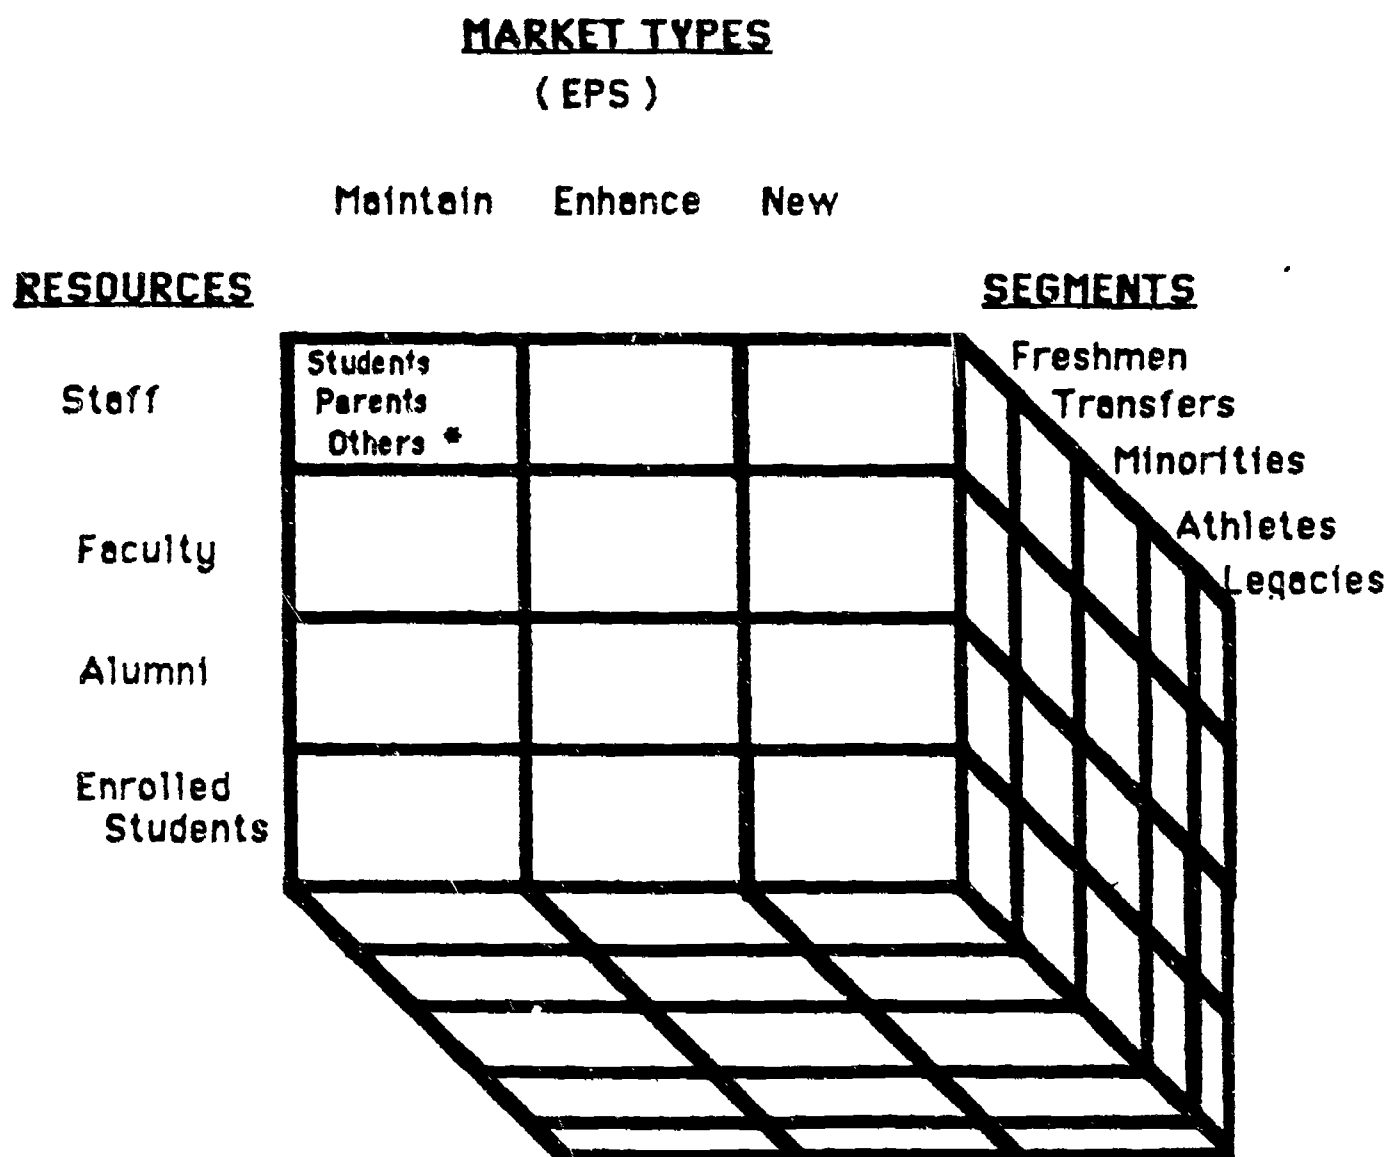 MARKET TYPES
( EPS )
Maintain Enhance New
RESOURCES
SEGMENTS
Staff
Students
Parents
Others *
Freshmen
Transfers
Minorities
Athletes
Legacies
Faculty
Alumni
Enrolled
Students